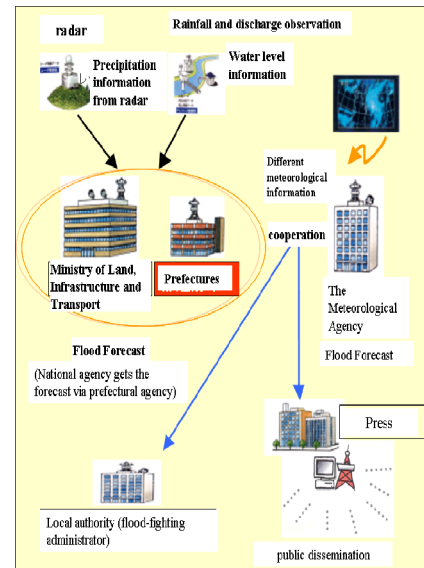 radar
Rainfall and discharge observation
Precipitation
information
from radar
Water level
information
Different
meteorological
information
cooperation
Ministry of Land,
Infrastructure and
Transport
Prefectures
The
Meteorological
Agency
Flood Forecast
Flood Forecast
(National agency gets the
forecast via prefectural agency)
Press
Local authority (flood-fighting
administrator)
public dissemination